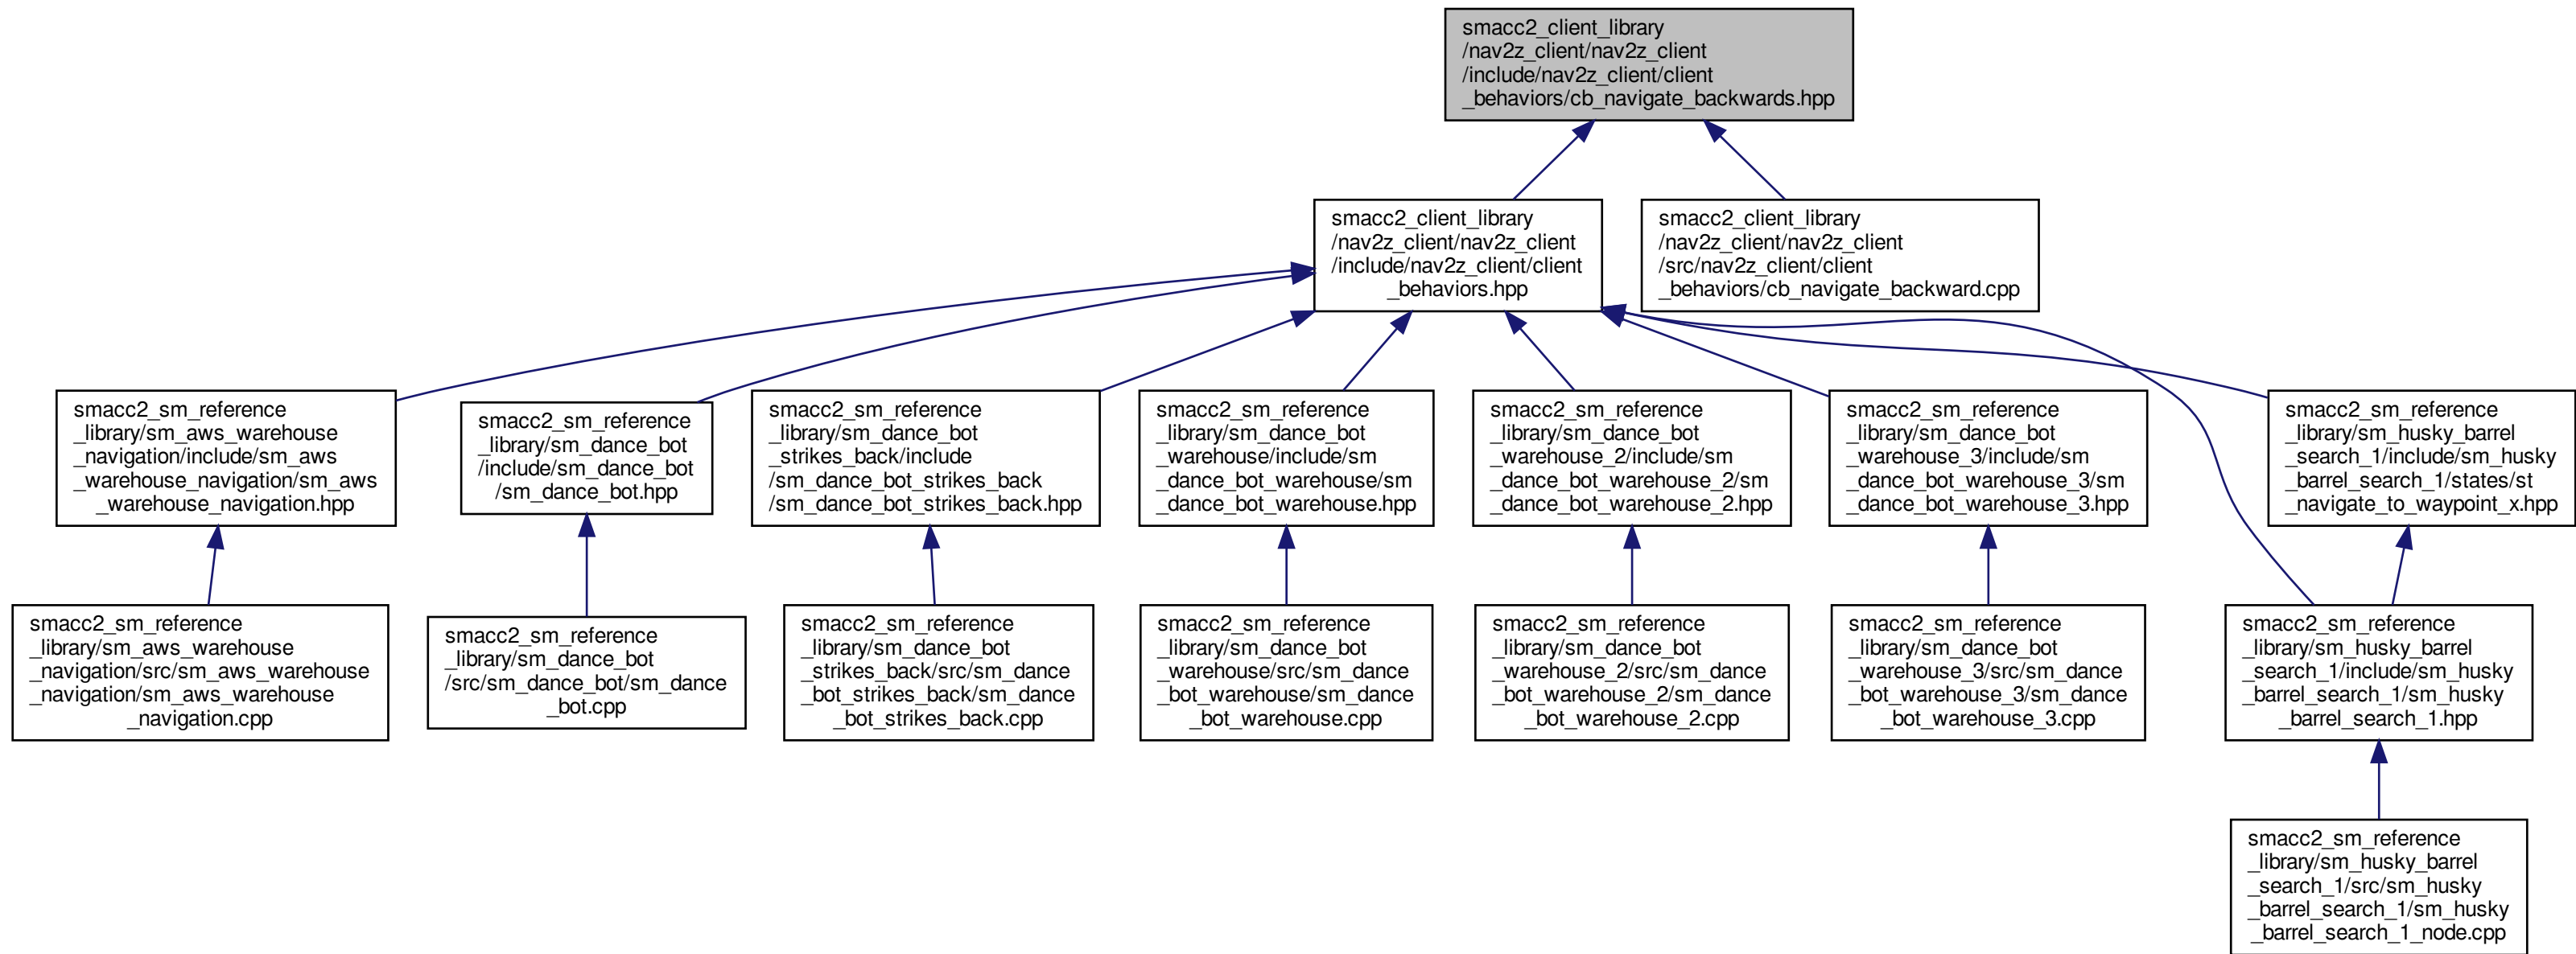 smacc2_client_library
/nav2z_client/nav2z_client
/include/nav2z_client/client
_behaviors/cb_navigate_backwards.hpp
smacc2_client_library
/nav2z_client/nav2z_client
/include/nav2z_client/client
_behaviors.hpp
smacc2_client_library
/nav2z_client/nav2z_client
/src/nav2z_client/client
_behaviors/cb_navigate_backward.cpp
smacc2_sm_reference
_library/sm_aws_warehouse
_navigation/include/sm_aws
_warehouse_navigation/sm_aws
_warehouse_navigation.hpp
smacc2_sm_reference
_library/sm_dance_bot
/include/sm_dance_bot
/sm_dance_bot.hpp
smacc2_sm_reference
_library/sm_dance_bot
_strikes_back/include
/sm_dance_bot_strikes_back
/sm_dance_bot_strikes_back.hpp
smacc2_sm_reference
_library/sm_dance_bot
_warehouse/include/sm
_dance_bot_warehouse/sm
_dance_bot_warehouse.hpp
smacc2_sm_reference
_library/sm_dance_bot
_warehouse_2/include/sm
_dance_bot_warehouse_2/sm
_dance_bot_warehouse_2.hpp
smacc2_sm_reference
_library/sm_dance_bot
_warehouse_3/include/sm
_dance_bot_warehouse_3/sm
_dance_bot_warehouse_3.hpp
smacc2_sm_reference
_library/sm_husky_barrel
_search_1/include/sm_husky
_barrel_search_1/states/st
_navigate_to_waypoint_x.hpp
smacc2_sm_reference
_library/sm_aws_warehouse
_navigation/src/sm_aws_warehouse
_navigation/sm_aws_warehouse
_navigation.cpp
smacc2_sm_reference
_library/sm_dance_bot
/src/sm_dance_bot/sm_dance
_bot.cpp
smacc2_sm_reference
_library/sm_dance_bot
_strikes_back/src/sm_dance
_bot_strikes_back/sm_dance
_bot_strikes_back.cpp
smacc2_sm_reference
_library/sm_dance_bot
_warehouse/src/sm_dance
_bot_warehouse/sm_dance
_bot_warehouse.cpp
smacc2_sm_reference
_library/sm_dance_bot
_warehouse_2/src/sm_dance
_bot_warehouse_2/sm_dance
_bot_warehouse_2.cpp
smacc2_sm_reference
_library/sm_dance_bot
_warehouse_3/src/sm_dance
_bot_warehouse_3/sm_dance
_bot_warehouse_3.cpp
smacc2_sm_reference
_library/sm_husky_barrel
_search_1/include/sm_husky
_barrel_search_1/sm_husky
_barrel_search_1.hpp
smacc2_sm_reference
_library/sm_husky_barrel
_search_1/src/sm_husky
_barrel_search_1/sm_husky
_barrel_search_1_node.cpp